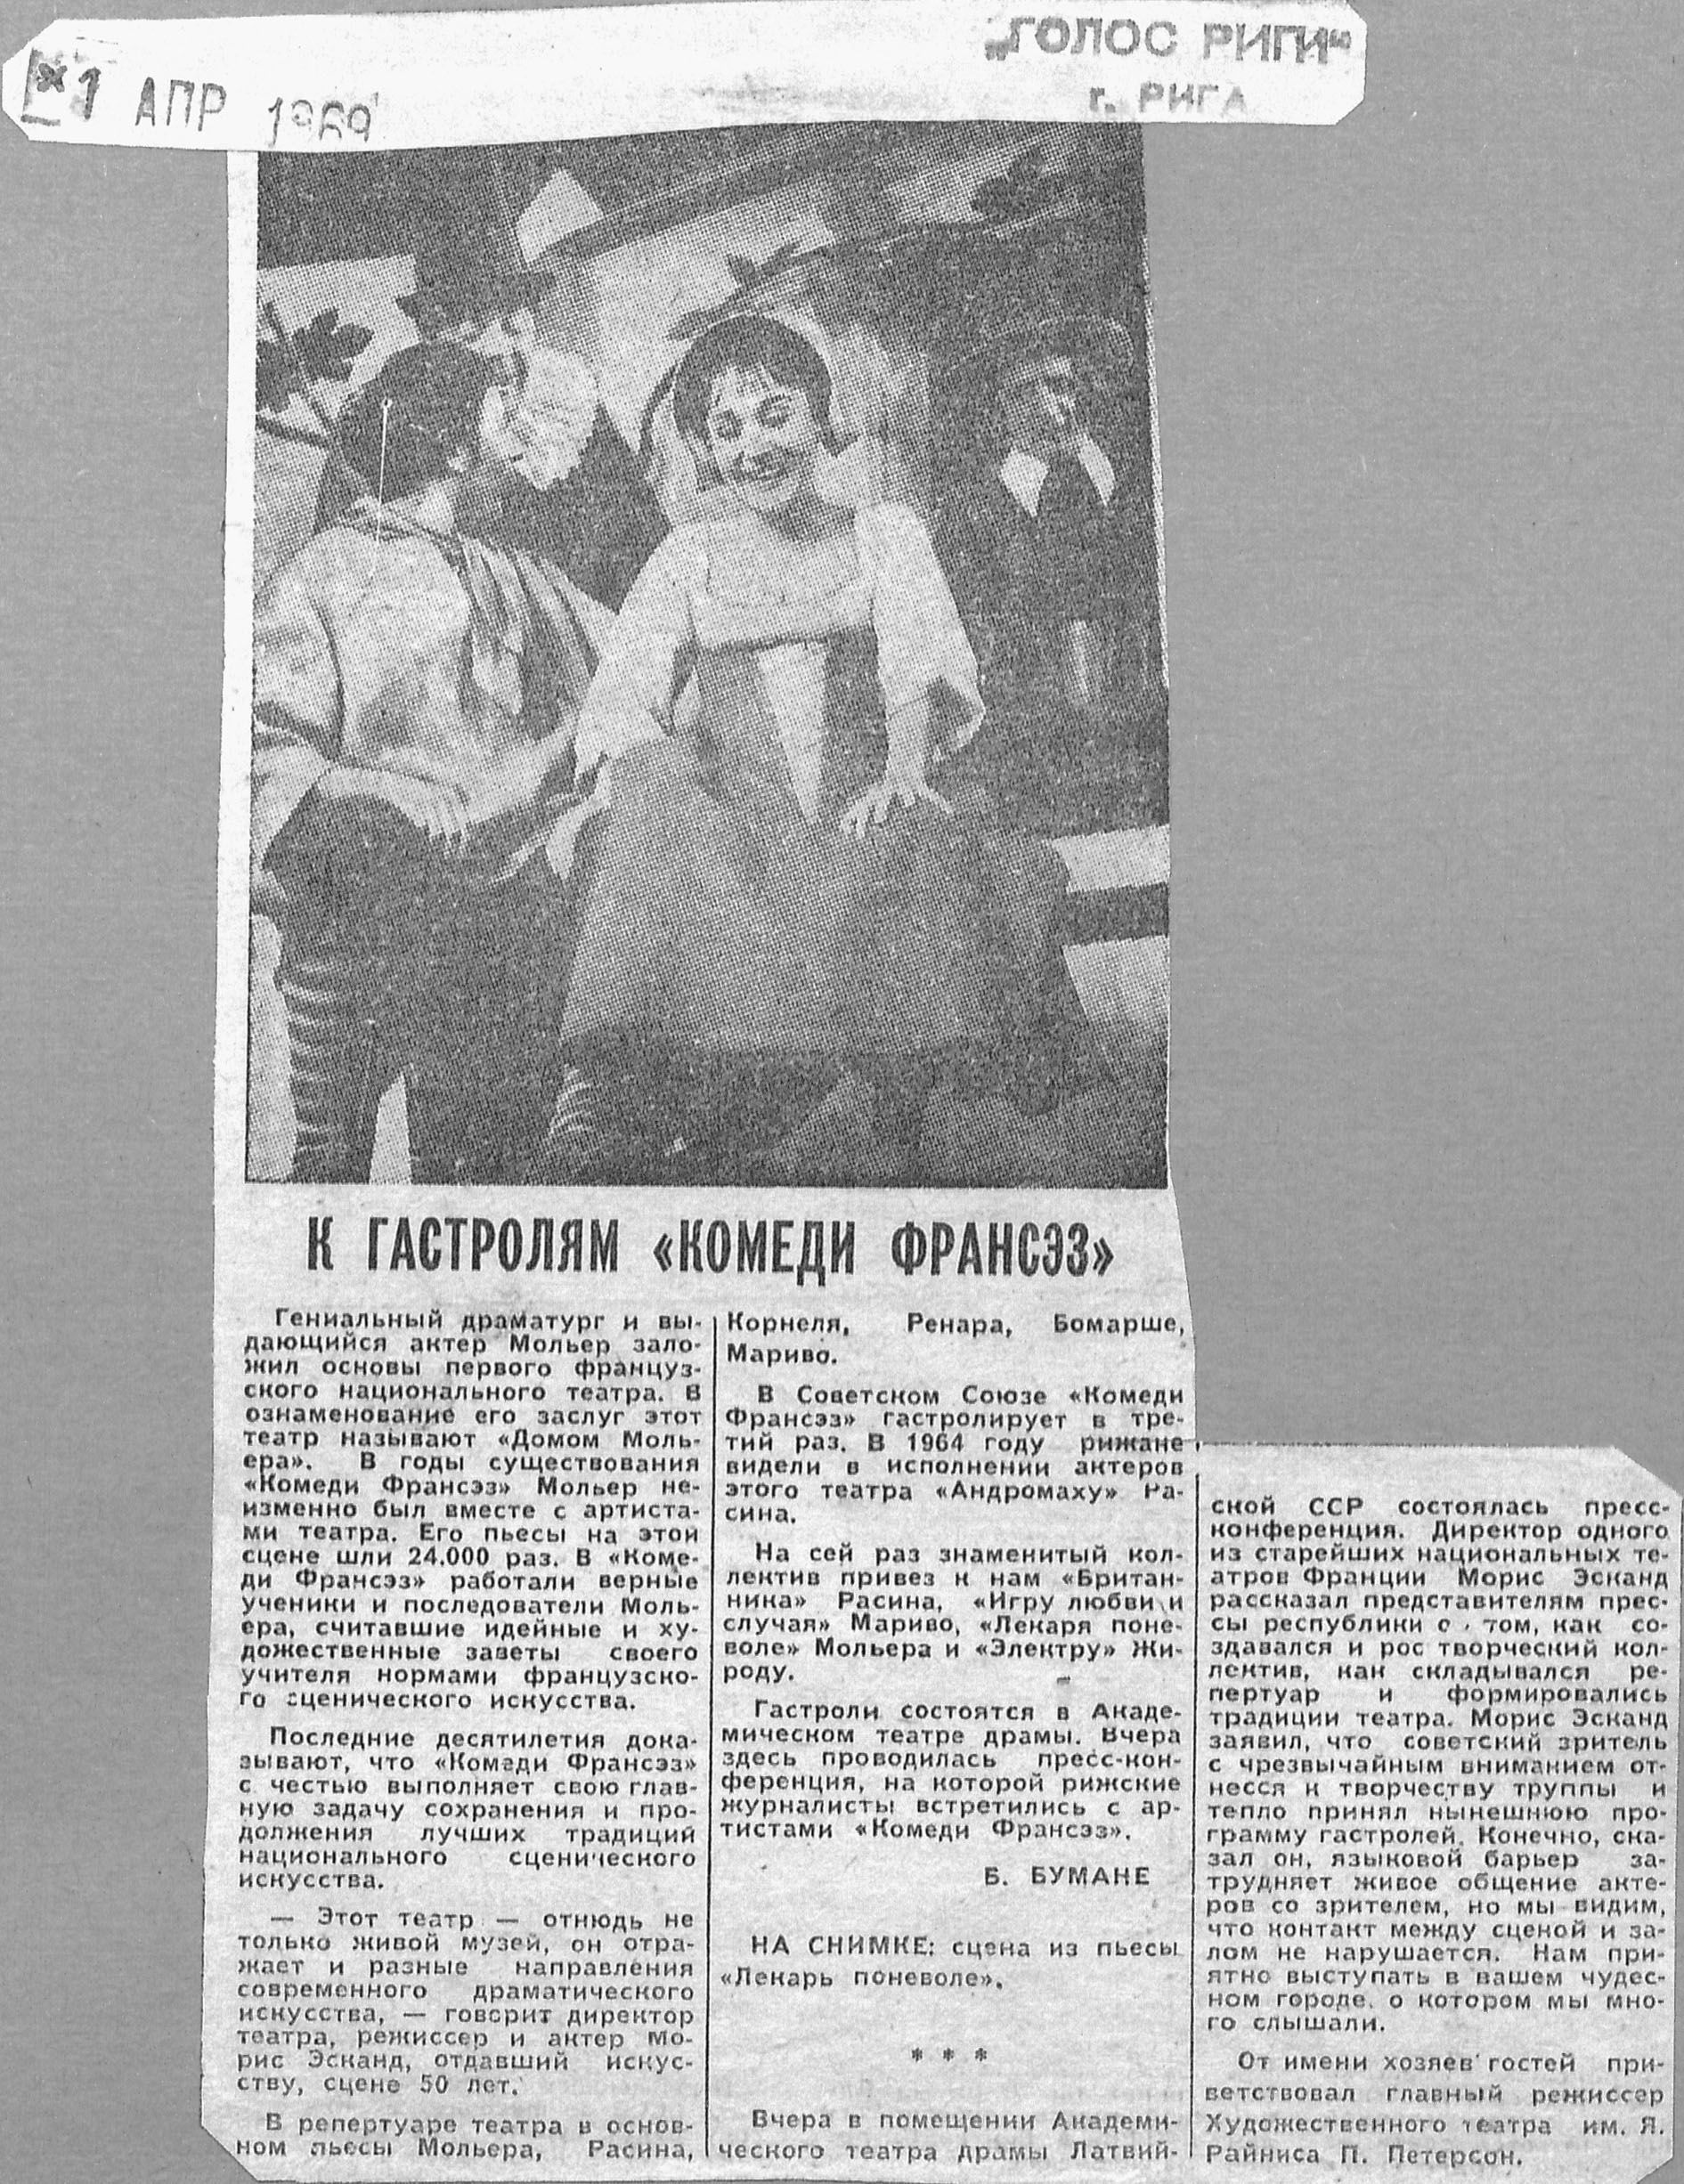 1 АПР 1969
„ГОЛОС РИГИ“
г. РИГА
К ГАСТРОЛЯМ «КОМЕДИ ФРАНСЭЗ»
Гениальный драматург и вы-
дающийся актер Мольер зало-
жил основы первого француз-
ского национального театра. В
ознаменование его заслуг этот
театр называют «Домом Моль-
ера». В годы существования
«Комеди Франсэз» Мольер не-
изменно был вместе с артиста-
ми театра. Его пьесы на этой
сцене шли 24.000 раз. В «Коме-
ди Франсэз» работали верные
ученики и последователи Моль-
ера, считавшие идейные и ху-
дожественные заветы своего
учителя нормами французско-
го сценического искусства.
Последние десятилетия дока-
зывают, что «Комеди Франсэз»
с честью выполняет свою глав-
ную задачу сохранения и про-
должения лучших традиций
национального сценического
искусства.
— Этот театр — отнюдь не
только живой музей, он отра-
жает и разные направления
современного драматического
искусства, — говорит директор
театра, режиссер и актер Мо-
рис Эсканд, отдавший искус-
ству, сцене 50 лет.
В репертуаре театра в основ-
ном пьесы Мольера, Расина,
Корнеля, Ренара, Бомарше,
Мариво.
В Советском Союзе «Комеди
Франсэз» гастролирует в тре-
тий раз. В 1964 году рижане
видели в исполнении актеров
этого театра «Андромаху» Ра-
сина.
На сей раз знаменитый кол-
лектив привез к нам «Британ-
ника» Расина, «Игру любви и
случая» Мариво, «Лекаря поне-
воле» Мольера и «Электру» Жи-
роду.
Гастроли состоятся в Акаде-
мическом театре драмы. Вчера
здесь проводилась пресс-кон-
ференция, на которой рижские
журналисты встретились с ар-
тистами «Комеди Франсэз».
Б. БУМАНЕ
НА СНИМКЕ: сцена из пьесы
«Лекарь поневоле».
* * *
Вчера в помещении Академи-
ческого театра драмы Латвий-
ской ССР состоялась пресс-
конференция. Директор одного
из старейших национальных те-
атров Франции Морис Эсканд
рассказал представителям прес-
сы республики о том, как со-
здавался и рос творческий кол-
лектив, как складывался ре-
пертуар и формировались
традиции театра. Морис Эсканд
заявил, что советский зритель
с чрезвычайным вниманием от-
несся к творчеству труппы и
тепло принял нынешнюю про-
грамму гастролей. Конечно, ска-
зал он, языковой барьер за-
трудняет живое общение акте-
ров со зрителем, но мы видим,
что контакт между сценой и за-
лом не нарушается. Нам при-
ятно выступать в вашем чудес-
ном городе, о котором мы мно-
го слышали.
От имени хозяев гостей при-
ветствовал главный режиссер
Художественного театра им. Я.
Райниса П. Петерсон.